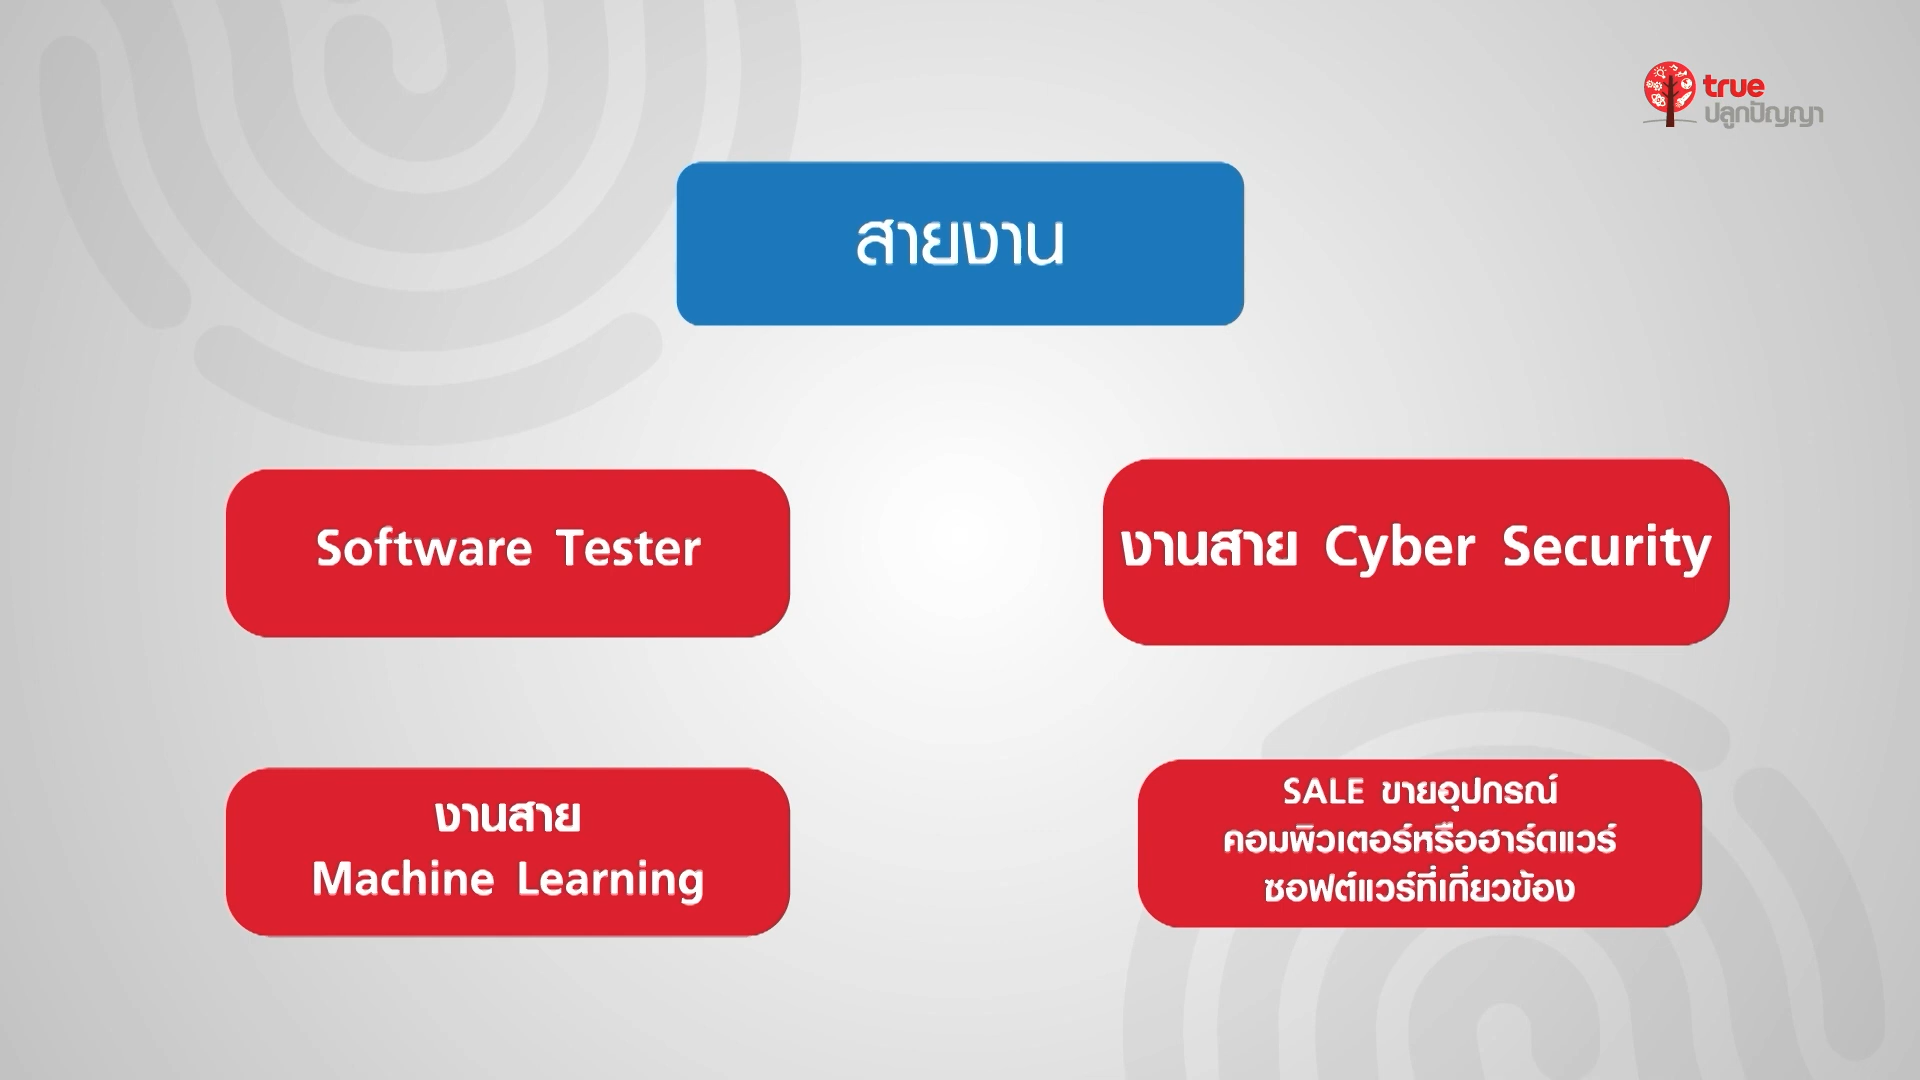 true
ปลูกปัญญา
สายงาน
Software Tester
งานสาย Cyber Security
งานสาย
Machine Learning
SALE ขายอุปกรณ์
คอมพิวเตอร์หรือฮาร์ดแวร์
ซอฟต์แวร์ที่เกี่ยวข้อง